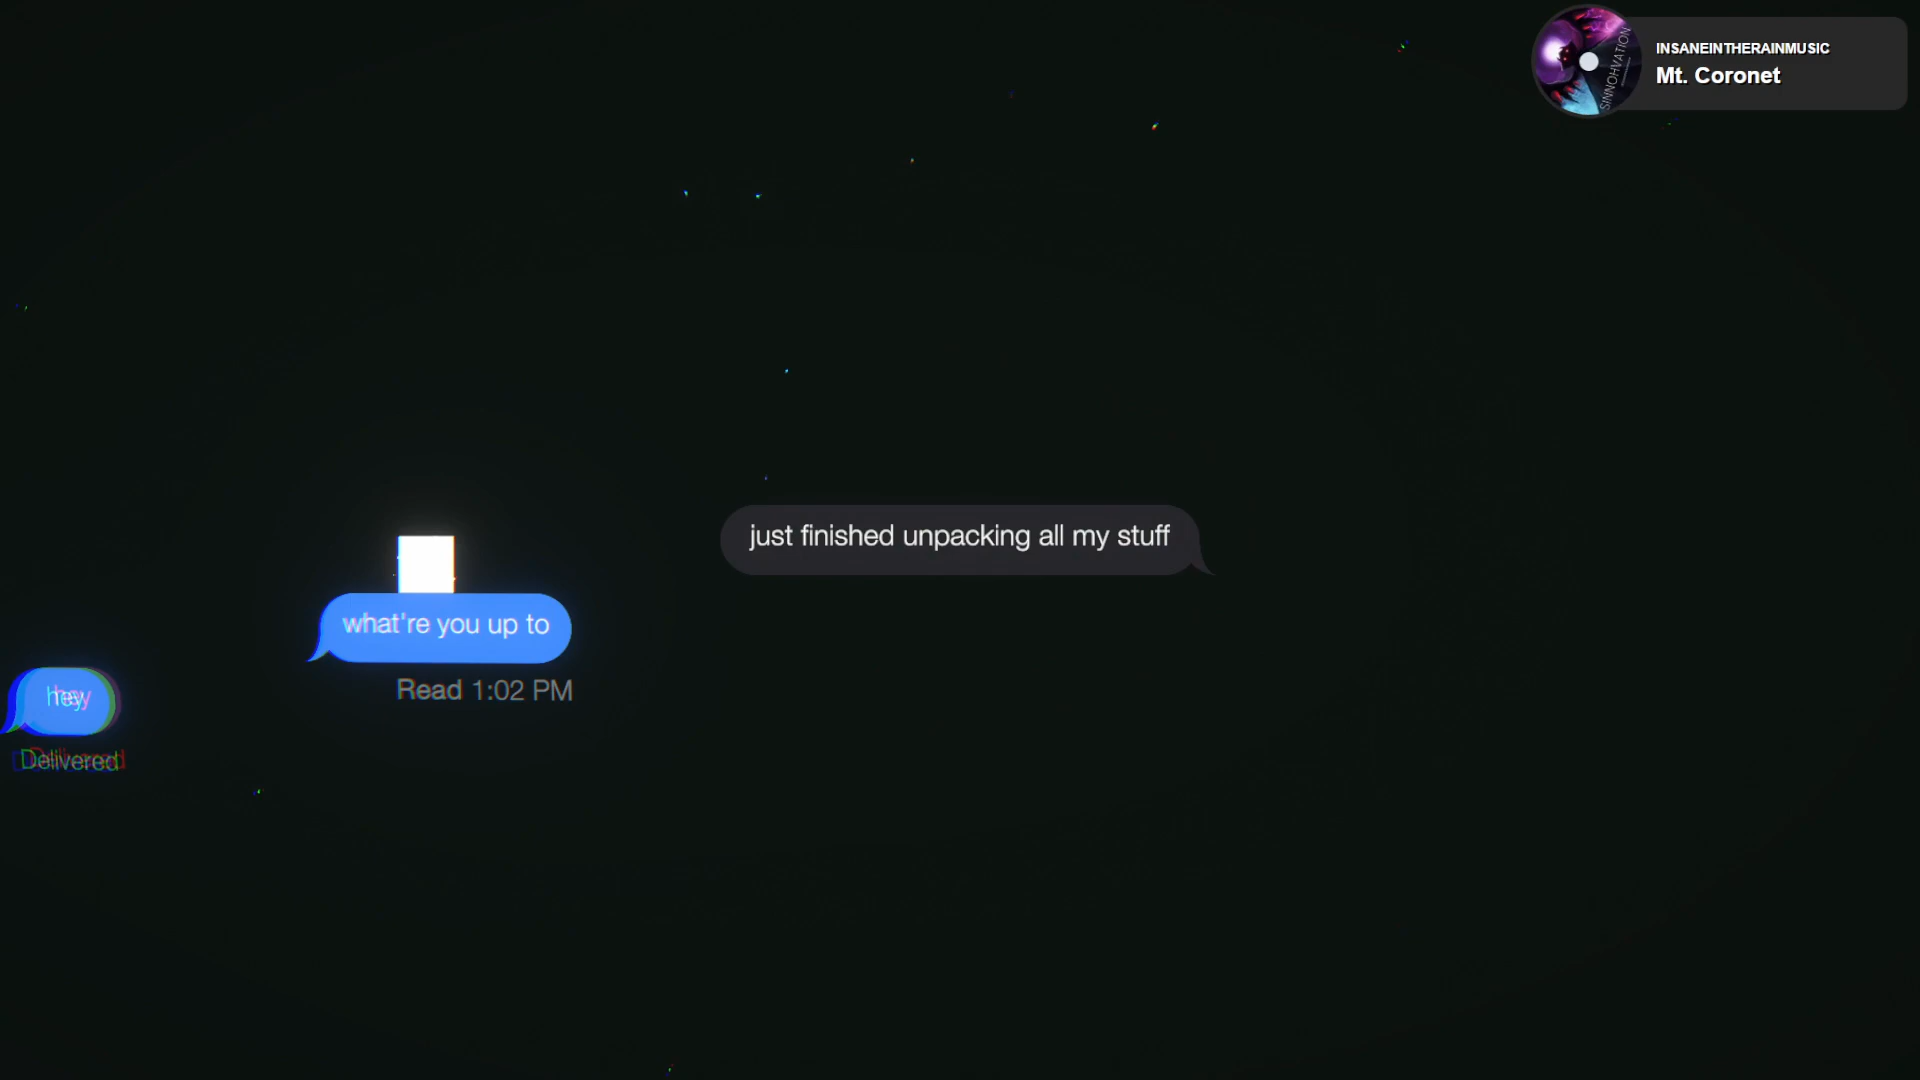 INSANEINTHERAINMUSIC
Mt. Coronet
SINNOHVATION
just finished unpacking all my stuff
what're you up to
Read 1:02 PM
hey
Delivered